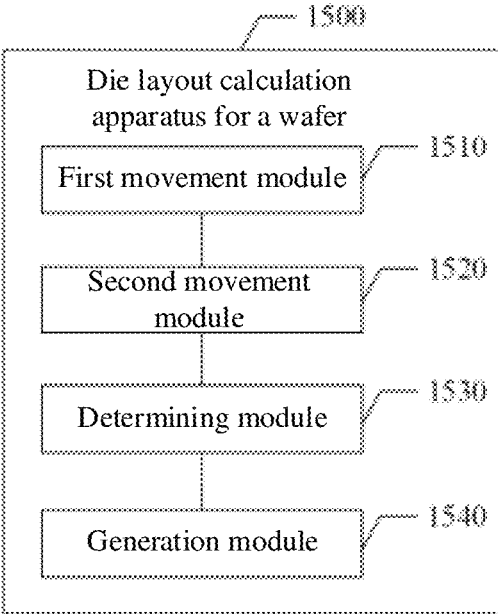 1500
Die layout calculation
apparatus for a wafer
1510
First movement module
1520
Second movement
module
1530
Determining module
1540
Generation module